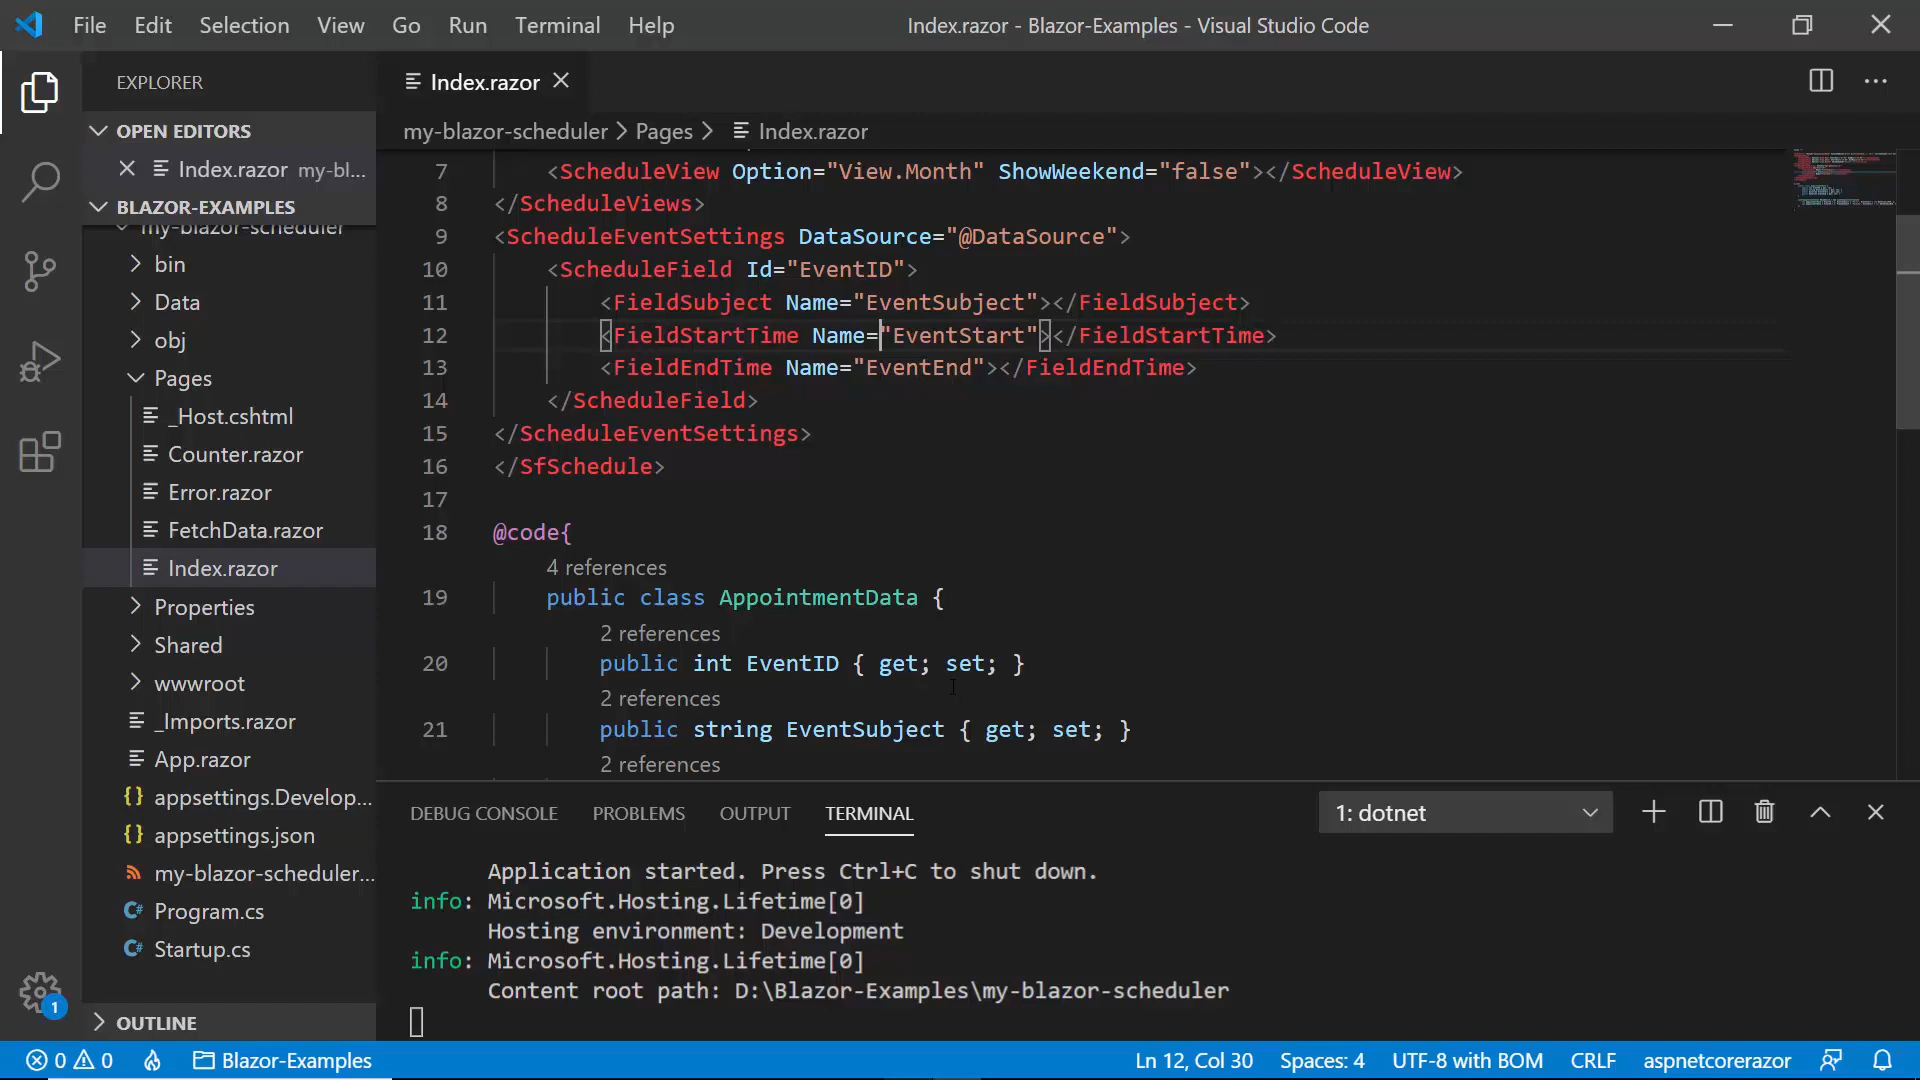 File Edit Selection View Go Run Terminal Help
Index.razor - Blazor-Examples - Visual Studio Code
EXPLORER
OPEN EDITORS
Index.razor my-bl...
BLAZOR-EXAMPLES
my-blazor-scheduler
bin
Data
obj
Pages
_Host.cshtml
Counter.razor
Error.razor
FetchData.razor
Index.razor
Properties
Shared
wwwroot
_Imports.razor
App.razor
appsettings.Develop...
appsettings.json
my-blazor-scheduler...
Program.cs
Startup.cs
OUTLINE
1
Index.razor
my-blazor-scheduler > Pages > Index.razor
7 <ScheduleView Option="View.Month" ShowWeekend="false"></ScheduleView>
8 </ScheduleViews>
9 <ScheduleEventSettings DataSource="@DataSource">
10 <ScheduleField Id="EventID">
11 <FieldSubject Name="EventSubject"></FieldSubject>
12 <FieldStartTime Name="EventStart"></FieldStartTime>
13 <FieldEndTime Name="EventEnd"></FieldEndTime>
14 </ScheduleField>
15 </ScheduleEventSettings>
16 </SfSchedule>
17
18 @code{
4 references
19 public class AppointmentData {
2 references
20 public int EventID { get; set; }
2 references
21 public string EventSubject { get; set; }
2 references
DEBUG CONSOLE PROBLEMS OUTPUT TERMINAL
1: dotnet
Application started. Press Ctrl+C to shut down.
info: Microsoft.Hosting.Lifetime[0]
Hosting environment: Development
info: Microsoft.Hosting.Lifetime[0]
Content root path: D:\Blazor-Examples\my-blazor-scheduler
0 0 Blazor-Examples Ln 12, Col 30 Spaces: 4 UTF-8 with BOM CRLF aspnetcorerazor